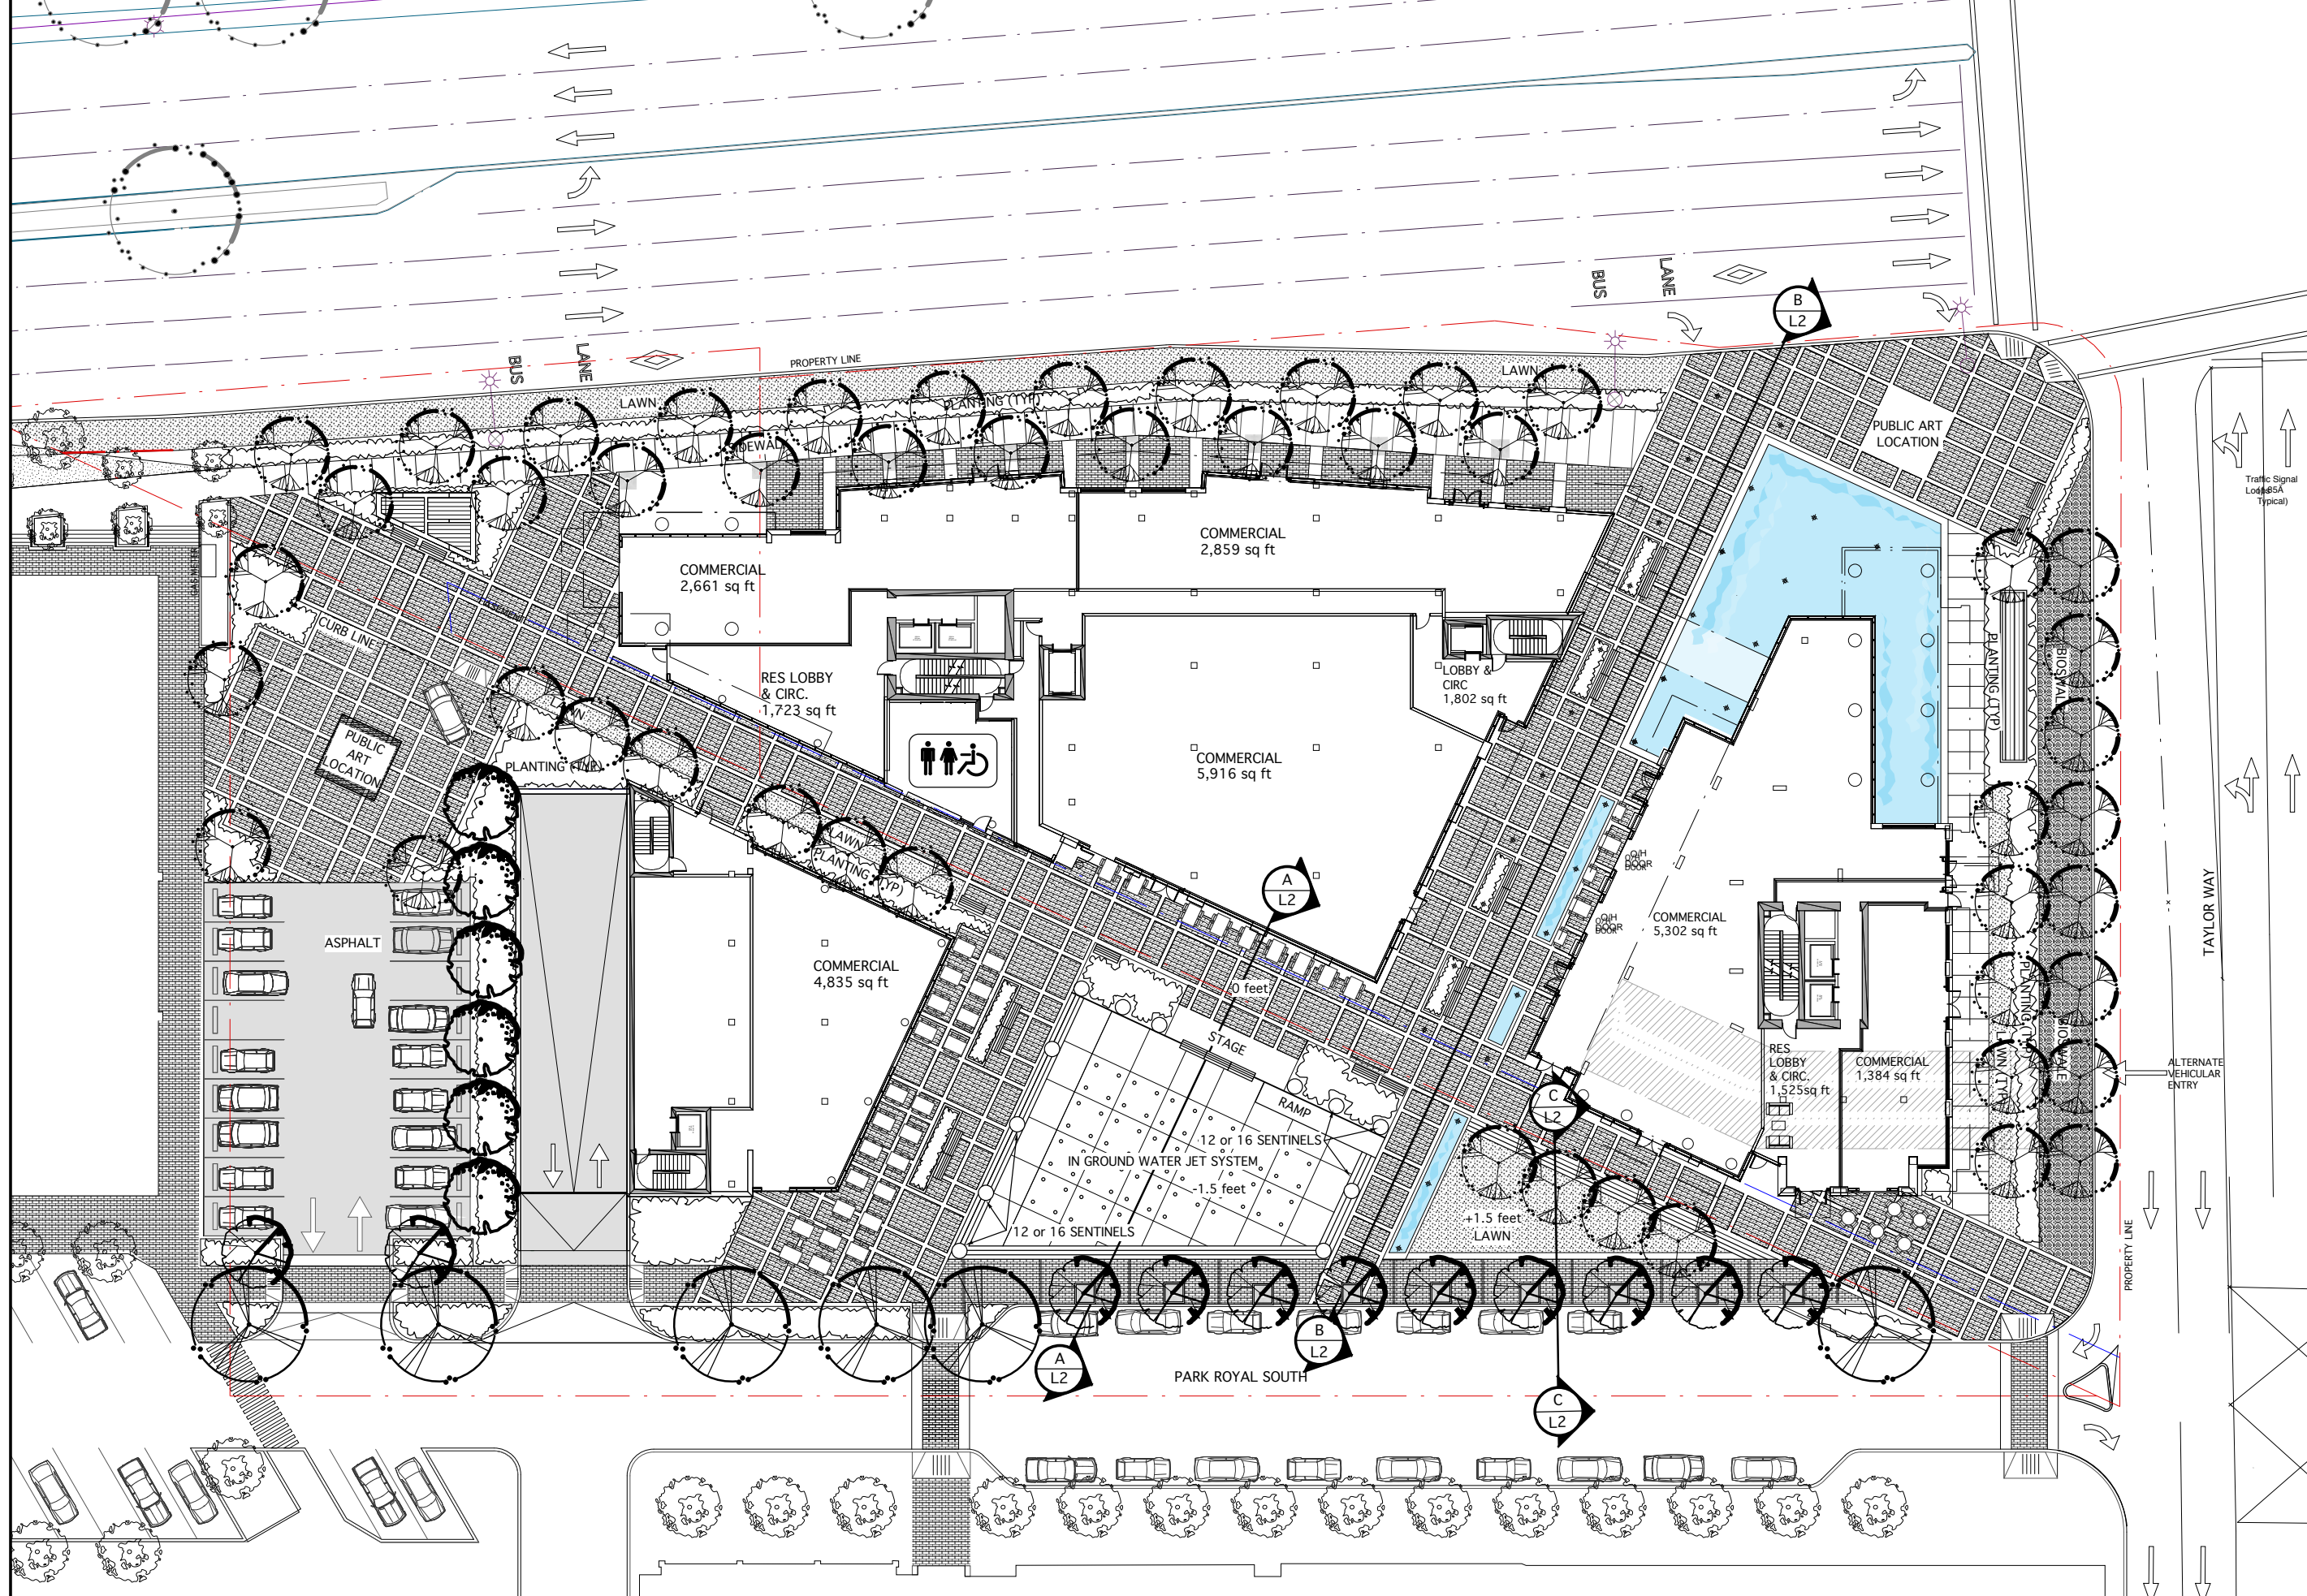 BUS
LANE
BUS
LANE
B
L2
PROPERTY LINE
LAWN
LAWN
PLANTING (TYP)
PUBLIC ART
LOCATION
Traffic Signal
Typical)
COMMERCIAL
2,859 sq ft
COMMERCIAL
2,661 sq ft
CURB LINE
RES LOBBY
& CIRC.
1,723 sq ft
LOBBY &
CIRC
1,802 sq ft
PLANTING (TYP)
BIOSWALE
PUBLIC
ART
LOCATION
PLANTING (TYP)
COMMERCIAL
5,916 sq ft
LAWN
PLANTING (TYP)
O/H
DOOR
O/H
DOOR
A
L2
COMMERCIAL
5,302 sq ft
TAYLOR WAY
ASPHALT
COMMERCIAL
4,835 sq ft
0 feet
STAGE
PLANTING (TYP)
BIOSWALE
RES
LOBBY
& CIRC.
1,525sq ft
COMMERCIAL
1,384 sq ft
ALTERNATE
VEHICULAR
ENTRY
C
L2
RAMP
12 or 16 SENTINELS
IN GROUND WATER JET SYSTEM
-1.5 feet
12 or 16 SENTINELS
+1.5 feet
LAWN
PROPERTY LINE
B
L2
A
L2
PARK ROYAL SOUTH
C
L2